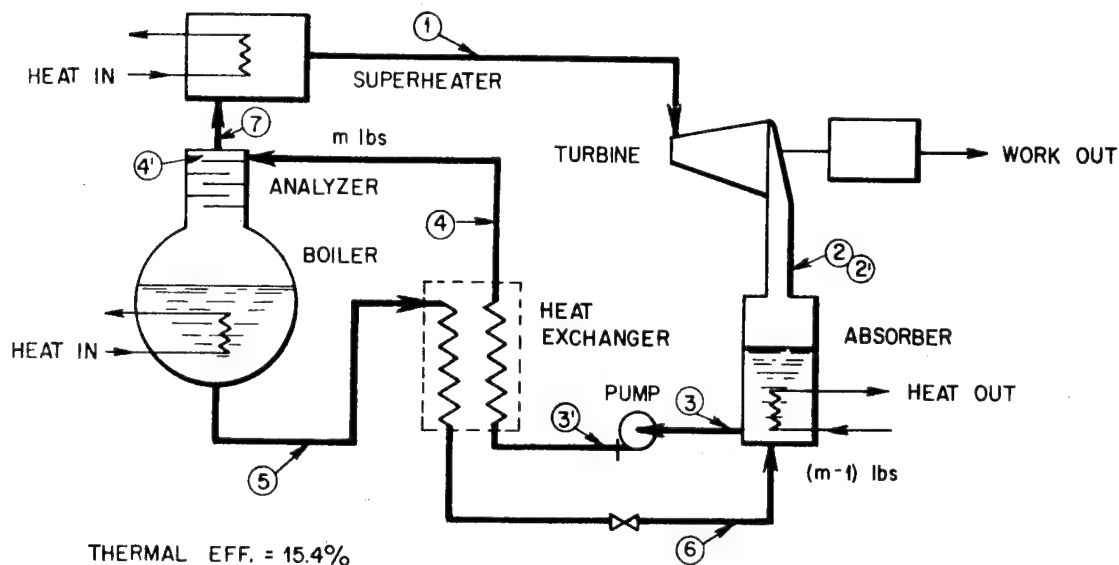 1
HEAT IN
SUPERHEATER
7
m lbs
4'
ANALYZER
TURBINE
WORK OUT
4
BOILER
2
2'
HEAT
EXCHANGER
ABSORBER
HEAT IN
PUMP
3
HEAT OUT
3'
5
(m-1) lbs
6
THERMAL EFF. = 15.4%